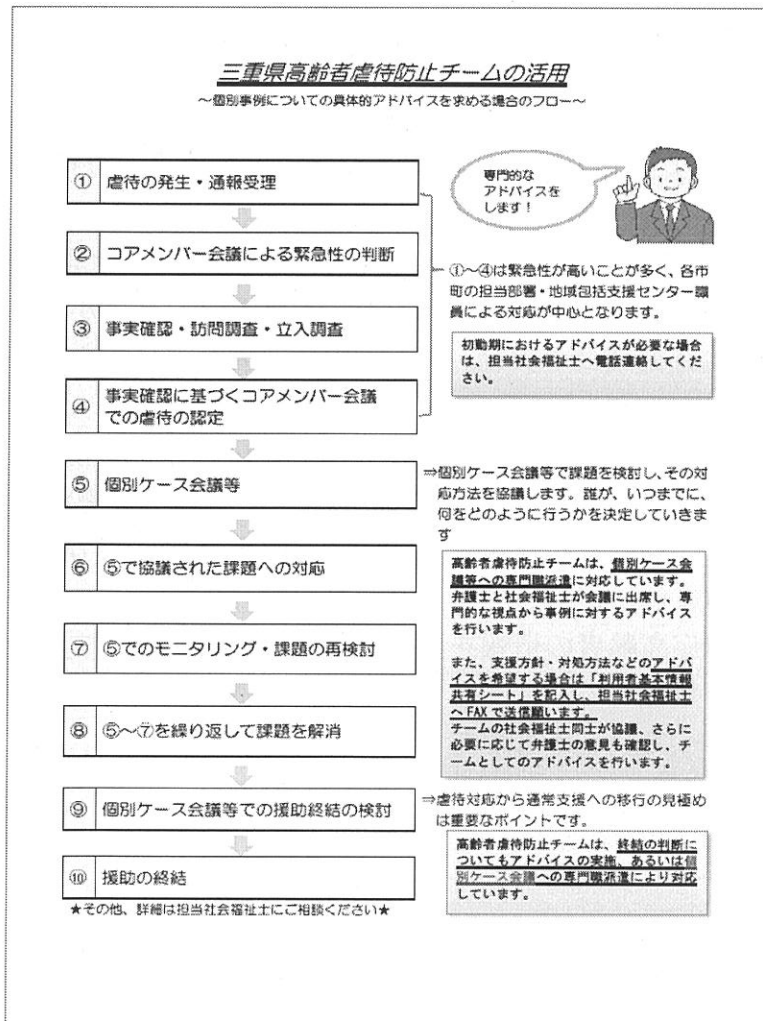 三重県高齢者虐待防止チームの活用
～個別事例についての具体的アドバイスを求める場合のフロー～
① 虐待の発生・通報受理
専門的な
アドバイスを
します！
② コアメンバー会議による緊急性の判断
①～④は緊急性が高いことが多く、各市
町の担当部署・地域包括支援センター職
員による対応が中心となります。
③ 事実確認・訪問調査・立入調査
初動期におけるアドバイスが必要な場合
は、担当社会福祉士へ電話連絡してくだ
さい。
④ 事実確認に基づくコアメンバー会議
での虐待の認定
⑤ 個別ケース会議等
⇒個別ケース会議等で課題を検討し、その対
応方法を協議します。誰が、いつまでに、
何をどのように行うかを決定していきま
す
⑥ ⑤で協議された課題への対応
高齢者虐待防止チームは、個別ケース会
議等への専門職派遣に対応しています。
弁護士と社会福祉士が会議に出席し、専
門的な視点から事例に対するアドバイス
を行います。
⑦ ⑤でのモニタリング・課題の再検討
また、支援方針・対処方法などのアドバ
イスを希望する場合は「利用者基本情報
共有シート」を記入し、担当社会福祉士
へFAXで送信願います。
チームの社会福祉士同士が協議、さらに
必要に応じて弁護士の意見も確認し、チ
ームとしてのアドバイスを行います。
⑧ ⑤～⑦を繰り返して課題を解消
⑨ 個別ケース会議等での援助終結の検討
⇒虐待対応から通常支援への移行の見極め
は重要なポイントです。
高齢者虐待防止チームは、終結の判断に
ついてもアドバイスの実施、あるいは個
別ケース会議への専門職派遣により対応
しています。
⑩ 援助の終結
★その他、詳細は担当社会福祉士にご相談ください★